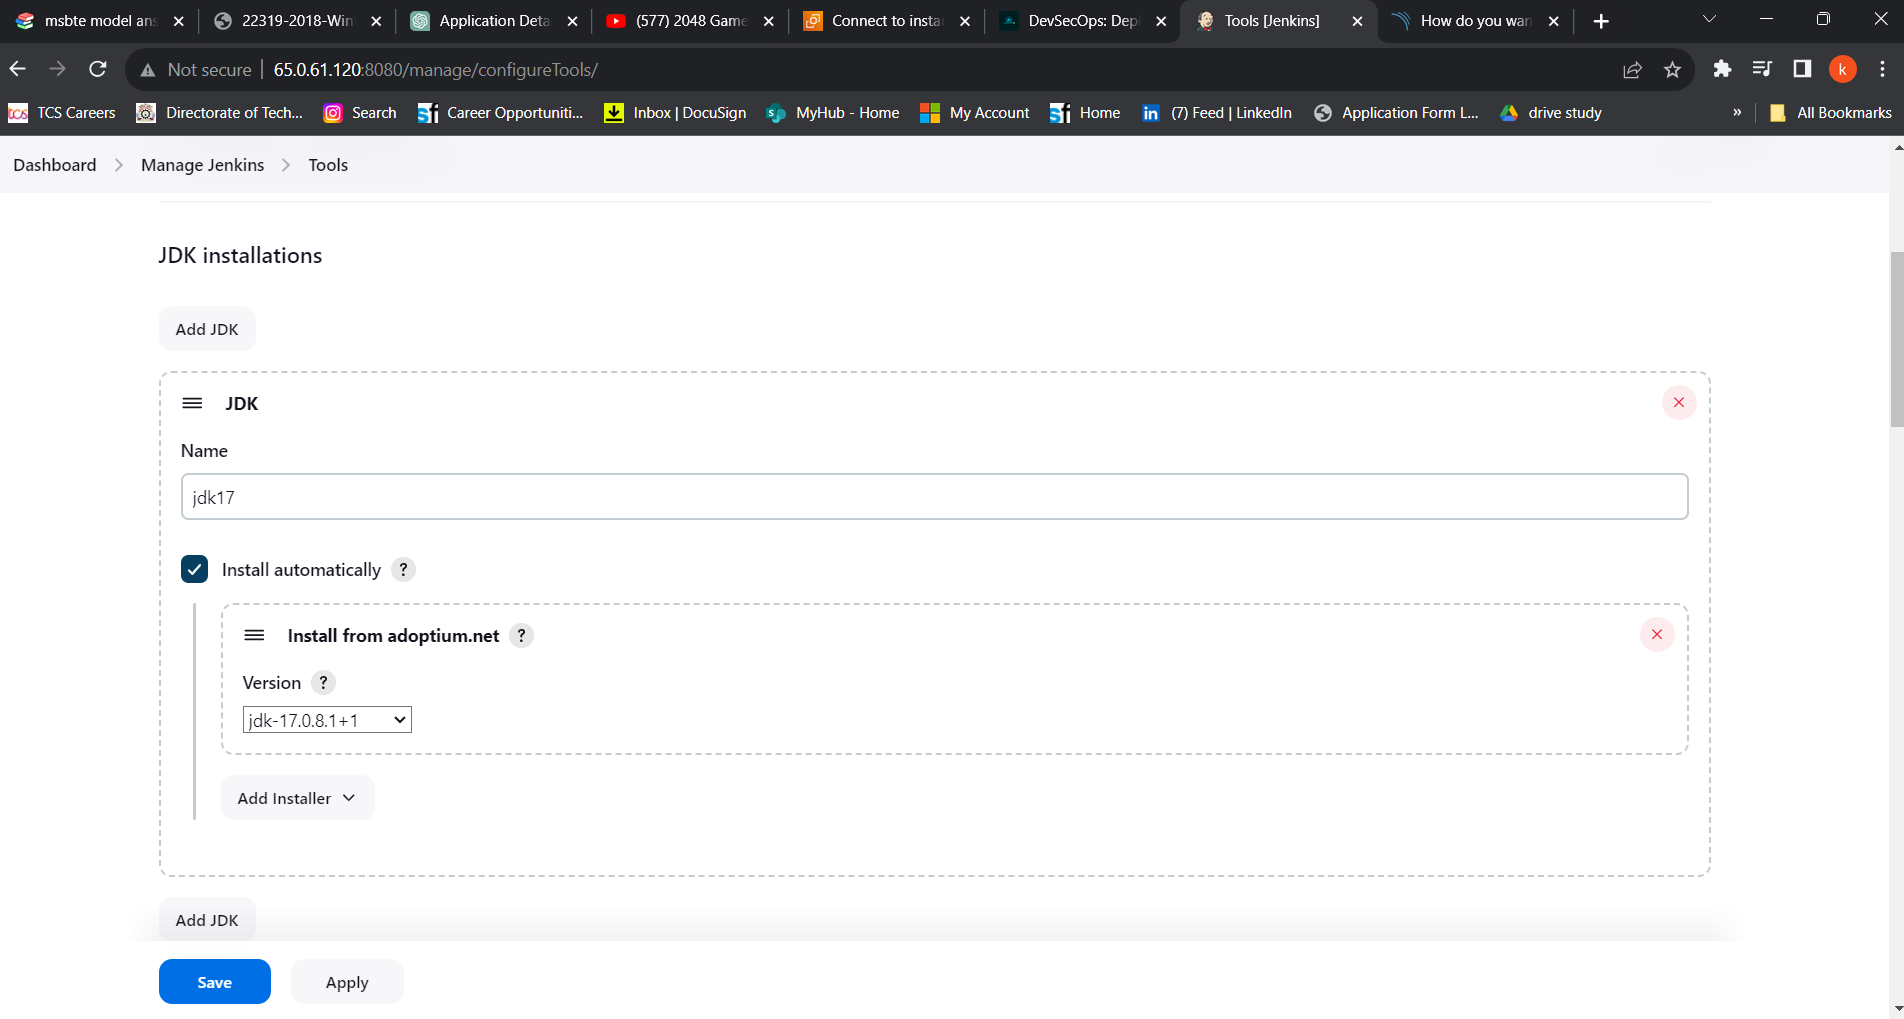 msbte model ans
22319-2018-Win
Application Deta
(577) 2048 Game
Connect to insta
DevSecOps: Depl
Tools [Jenkins]
How do you wan
Not secure
65.0.61.120:8080/manage/configureTools/
k
TCS Careers
Directorate of Tech...
Search
Career Opportuniti...
Inbox | DocuSign
MyHub - Home
My Account
Home
(7) Feed | LinkedIn
Application Form L...
drive study
»
All Bookmarks
Dashboard
Manage Jenkins
Tools
JDK installations
Add JDK
JDK
Name
jdk17
Install automatically ?
Install from adoptium.net ?
Version ?
jdk-17.0.8.1+1
Add Installer
Add JDK
Save
Apply